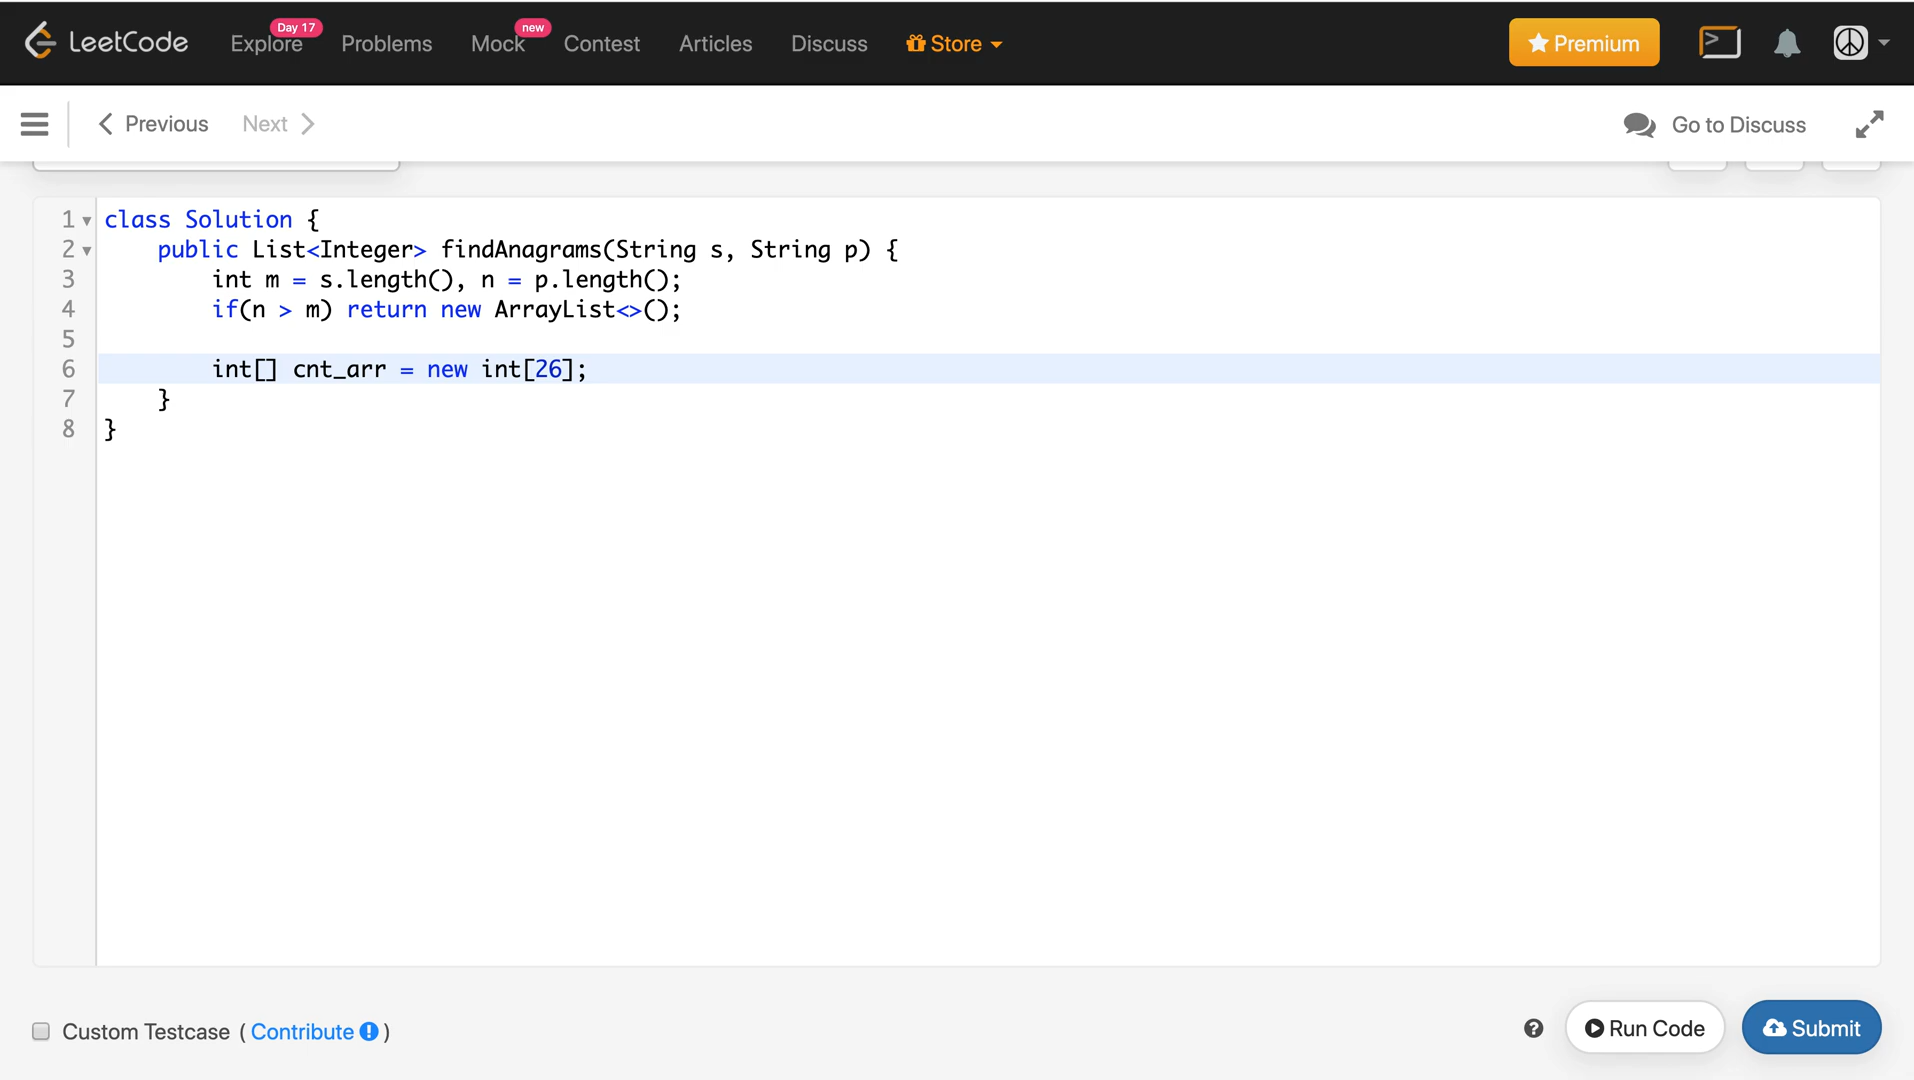 LeetCode Explore Day 17 Problems Mock new Contest Articles Discuss Store Premium
Previous Next Go to Discuss
1 class Solution {
2 public List<Integer> findAnagrams(String s, String p) {
3 int m = s.length(), n = p.length();
4 if(n > m) return new ArrayList<>();
5
6 int[] cnt_arr = new int[26];
7 }
8 }
Custom Testcase ( Contribute ! ) ? Run Code Submit